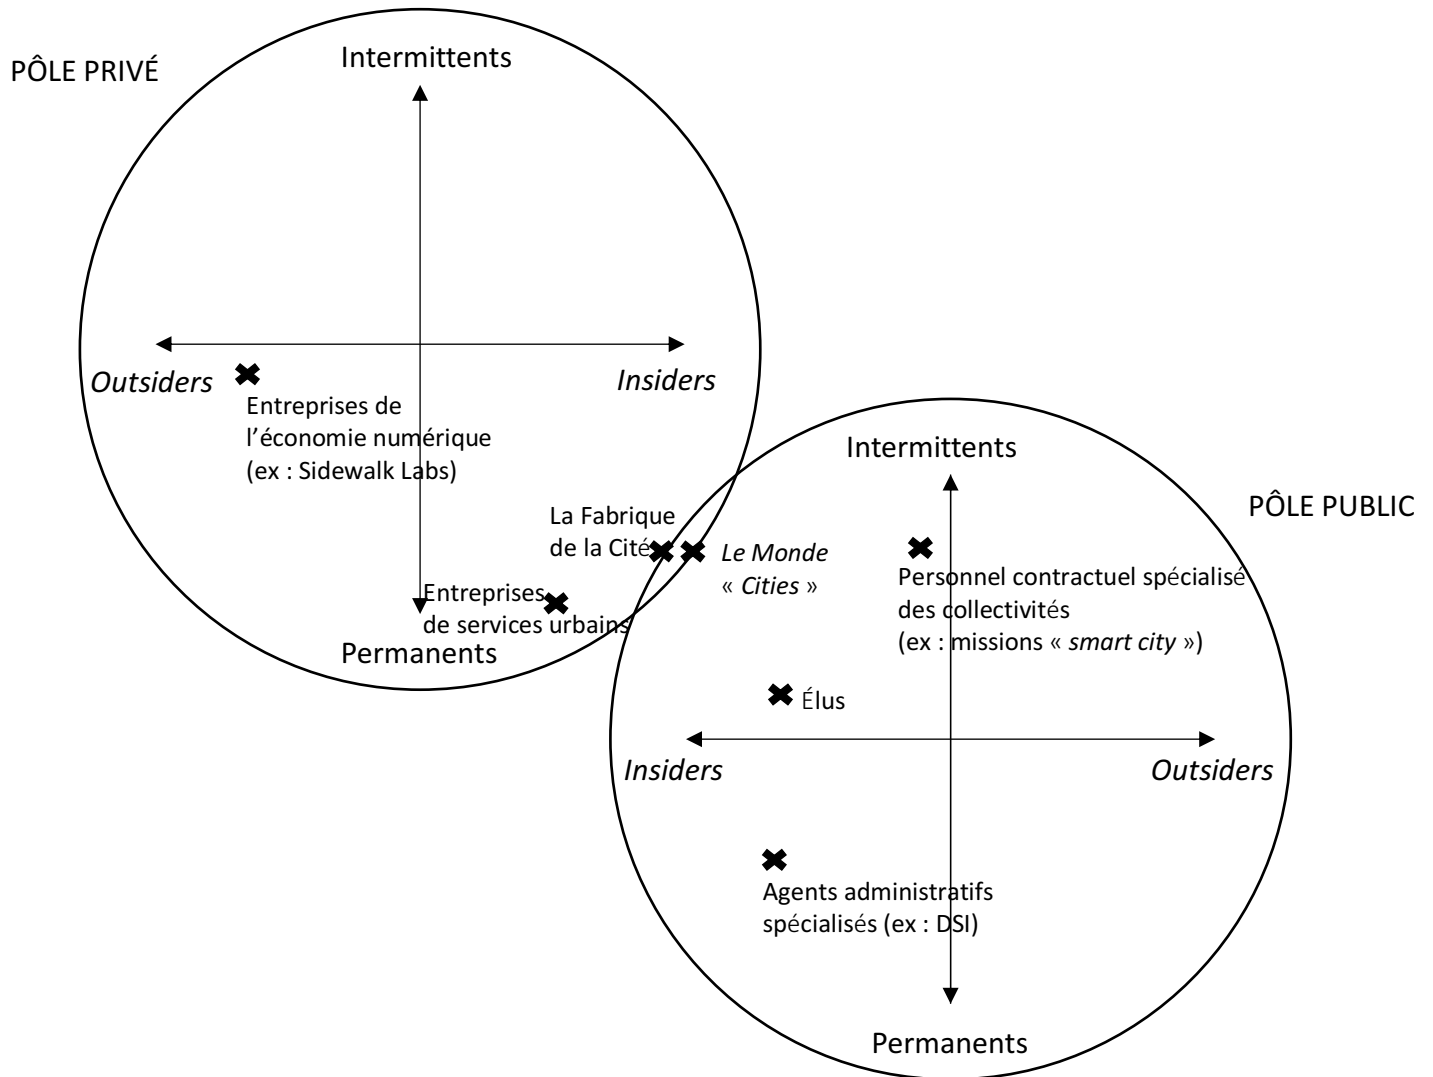 PÔLE PRIVÉ
Intermittents
Outsiders
Insiders
Entreprises de
l’économie numérique
(ex : Sidewalk Labs)
La Fabrique
de la Cité
Le Monde
« Cities »
Entreprises
de services urbains
Permanents
PÔLE PUBLIC
Intermittents
Personnel contractuel spécialisé
des collectivités
(ex : missions « smart city »)
Élus
Insiders
Outsiders
Agents administratifs
spécialisés (ex : DSI)
Permanents